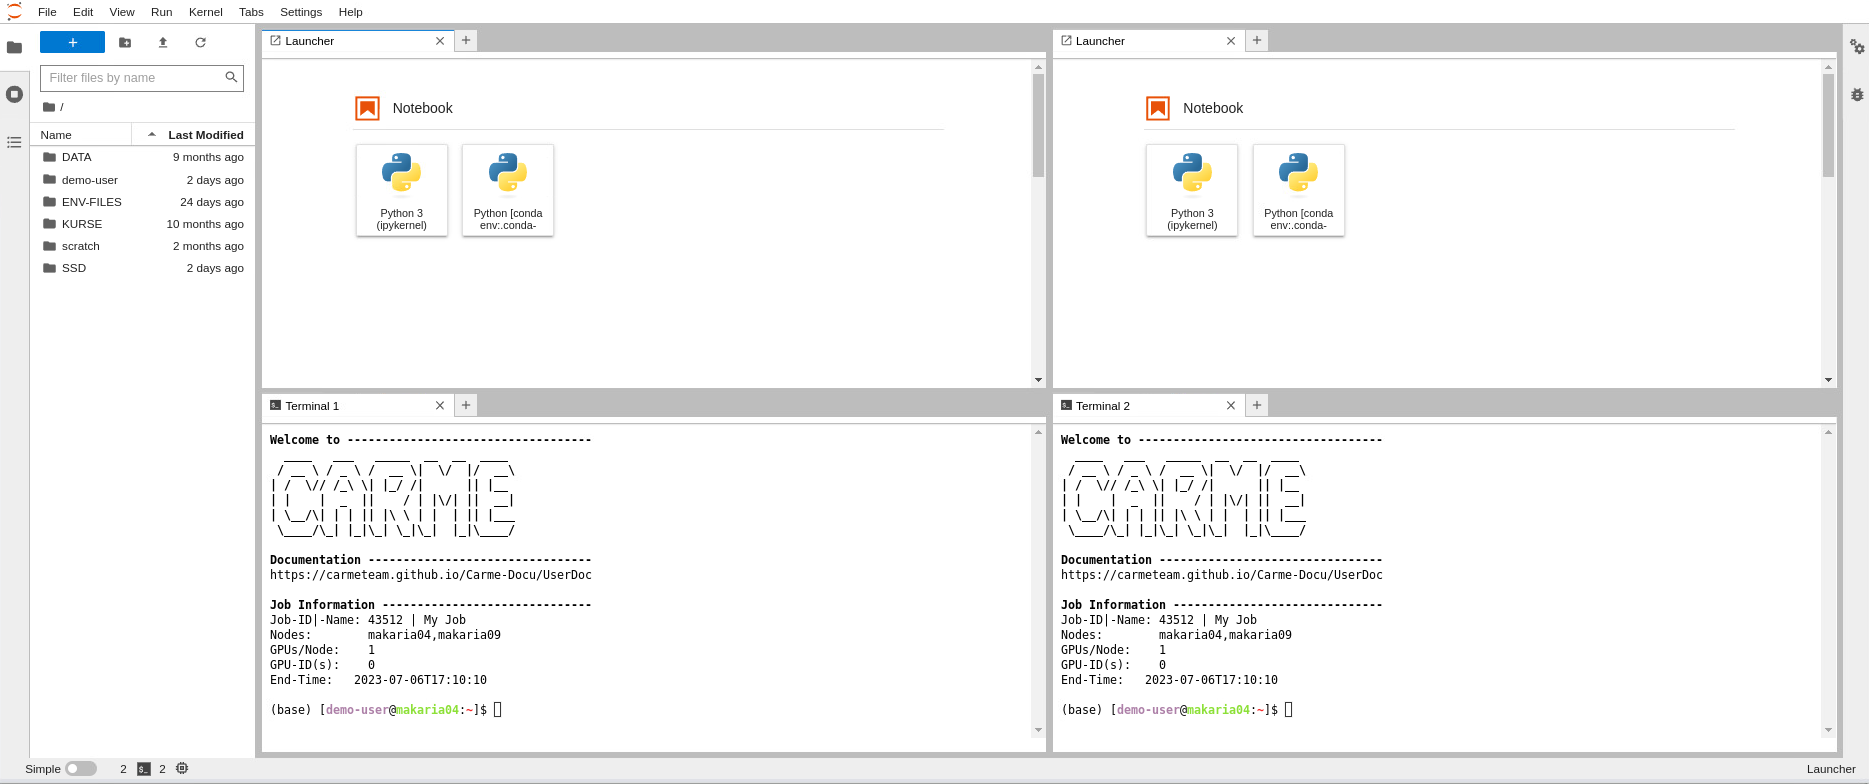 File Edit View Run Kernel Tabs Settings Help
Filter files by name
/
Name Last Modified
DATA 9 months ago
demo-user 2 days ago
ENV-FILES 24 days ago
KURSE 10 months ago
scratch 2 months ago
SSD 2 days ago
Launcher
Notebook
Python 3
(ipykernel)
Python [conda
env:.conda-
Launcher
Notebook
Python 3
(ipykernel)
Python [conda
env:.conda-
Terminal 1
Welcome to -----------------------------------
CARME
Documentation --------------------------------
https://carmeteam.github.io/Carme-Docu/UserDoc
Job Information ------------------------------
Job-ID|-Name: 43512 | My Job
Nodes: makaria04,makaria09
GPUs/Node: 1
GPU-ID(s): 0
End-Time: 2023-07-06T17:10:10
(base) [demo-user@makaria04:~]$
Terminal 2
Welcome to -----------------------------------
CARME
Documentation --------------------------------
https://carmeteam.github.io/Carme-Docu/UserDoc
Job Information ------------------------------
Job-ID|-Name: 43512 | My Job
Nodes: makaria04,makaria09
GPUs/Node: 1
GPU-ID(s): 0
End-Time: 2023-07-06T17:10:10
(base) [demo-user@makaria04:~]$
Simple 2 $_ 2 Launcher